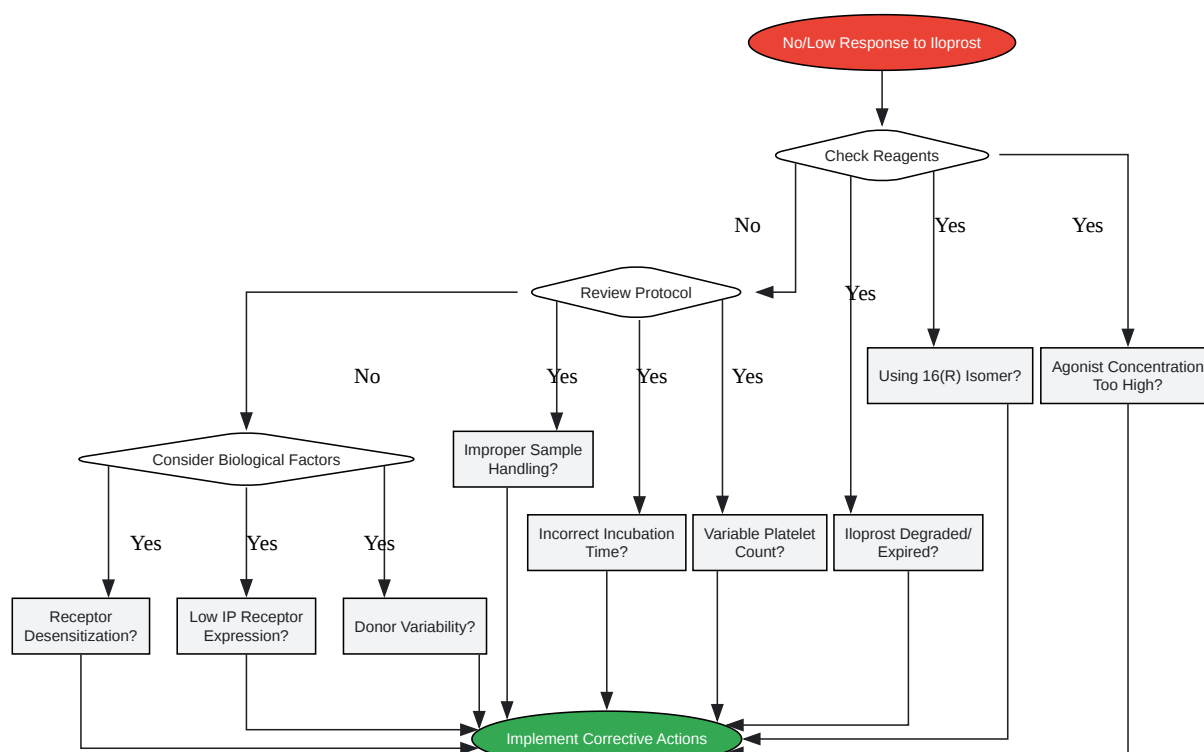 No/Low Response to Iloprost
Check Reagents
No
Yes
Yes
Yes
Review Protocol
Using 16(R) Isomer?
Agonist Concentration
Too High?
No
Yes
Yes
Yes
Consider Biological Factors
Improper Sample
Handling?
Incorrect Incubation
Time?
Variable Platelet
Count?
Iloprost Degraded/
Expired?
Yes
Yes
Yes
Receptor
Desensitization?
Low IP Receptor
Expression?
Donor Variability?
Implement Corrective Actions